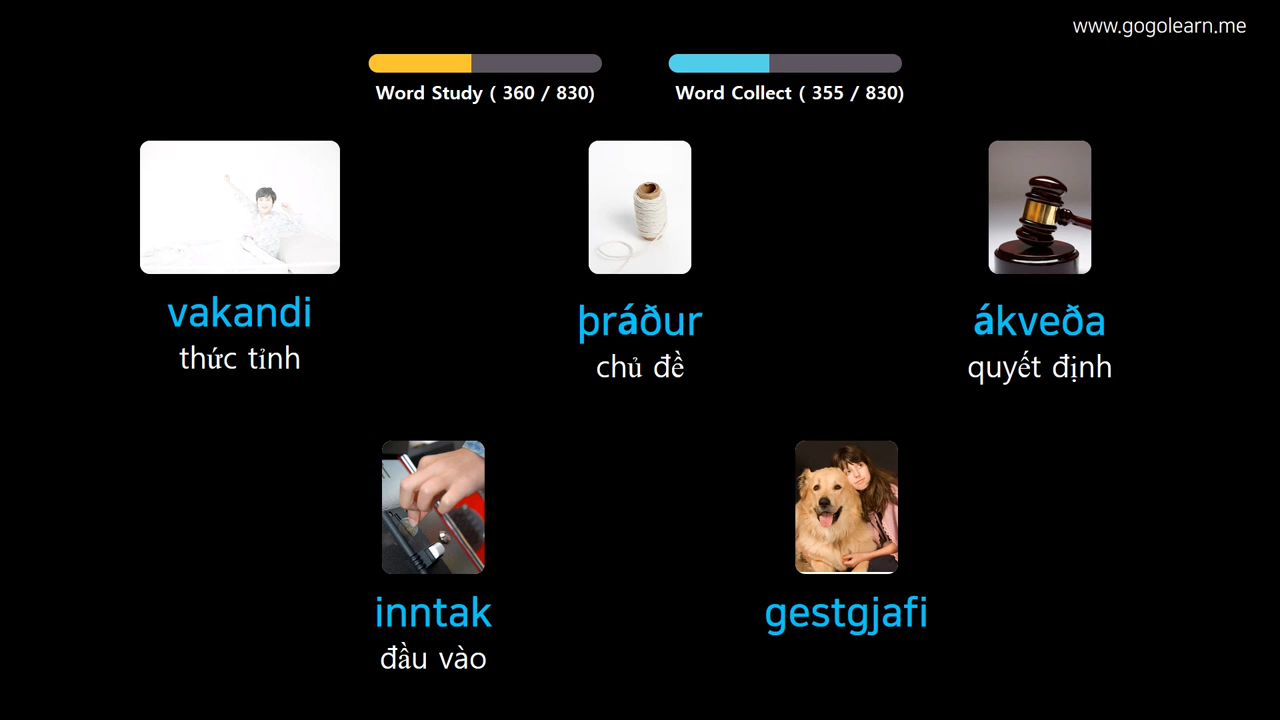 www.gogolearn.me
Word Study ( 360 / 830)
Word Collect ( 355 / 830)
vakandi
thức tỉnh
þráður
chủ đề
ákveða
quyết định
inntak
đầu vào
gestgjafi